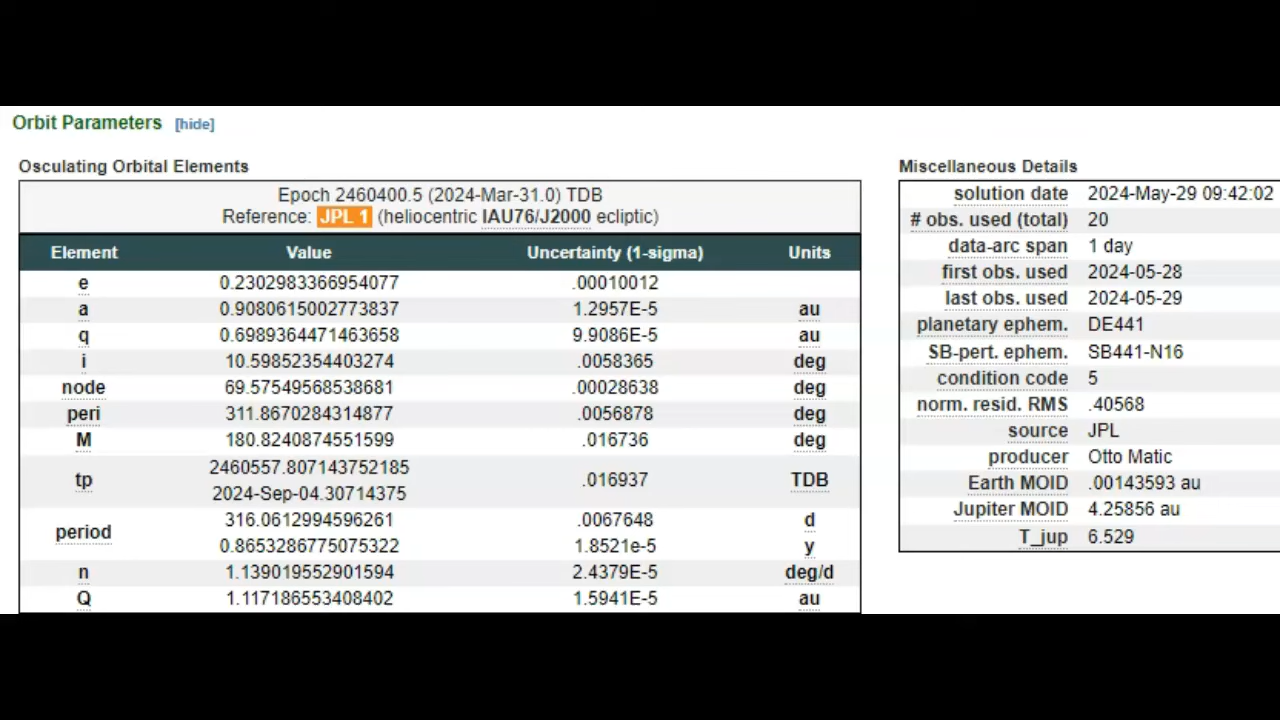 Orbit Parameters [hide]
Osculating Orbital Elements
Epoch 2460400.5 (2024-Mar-31.0) TDB
Reference: JPL 1 (heliocentric IAU76/J2000 ecliptic)
Element Value Uncertainty (1-sigma) Units
e 0.2302983366954077 .00010012
a 0.9080615002773837 1.2957E-5 au
q 0.6989364471463658 9.9086E-5 au
i 10.59852354403274 .0058365 deg
node 69.57549568538681 .00028638 deg
peri 311.8670284314877 .0056878 deg
M 180.8240874551599 .016736 deg
tp 2460557.807143752185 .016937 TDB
2024-Sep-04.30714375
period 316.0612994596261 .0067648 d
0.8653286775075322 1.8521e-5 y
n 1.139019552901594 2.4379E-5 deg/d
Q 1.117186553408402 1.5941E-5 au
Miscellaneous Details
solution date 2024-May-29 09:42:02
# obs. used (total) 20
data-arc span 1 day
first obs. used 2024-05-28
last obs. used 2024-05-29
planetary ephem. DE441
SB-pert. ephem. SB441-N16
condition code 5
norm. resid. RMS .40568
source JPL
producer Otto Matic
Earth MOID .00143593 au
Jupiter MOID 4.25856 au
T_jup 6.529